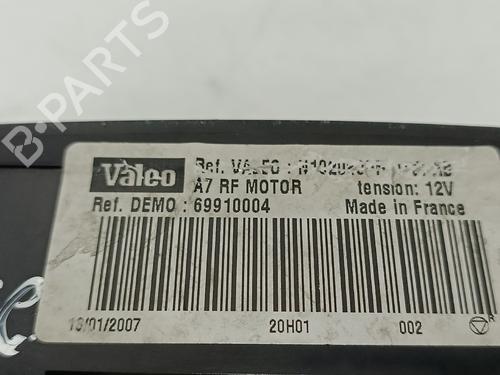 B-PARTS
Valeo
Ref. VALEO :
A7 RF MOTOR tension: 12V
Ref. DEMO : 69910004 Made in France
13/01/2007 20H01 002 R